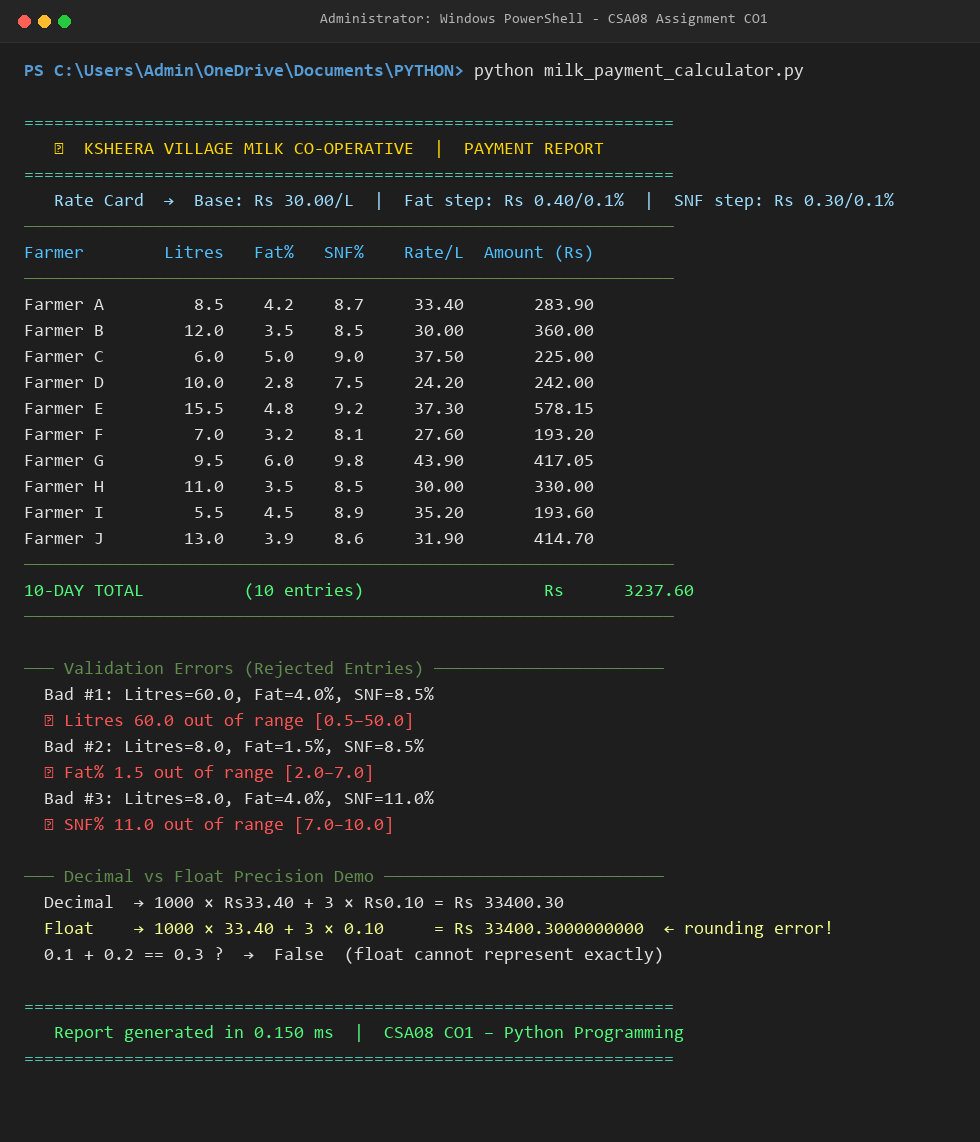 Administrator: Windows PowerShell - CSA08 Assignment CO1
PS C:\Users\Admin\OneDrive\Documents\PYTHON> python milk_payment_calculator.py
=================================================================
KSHEERA VILLAGE MILK CO-OPERATIVE | PAYMENT REPORT
=================================================================
Rate Card → Base: Rs 30.00/L | Fat step: Rs 0.40/0.1% | SNF step: Rs 0.30/0.1%
Farmer Litres Fat% SNF% Rate/L Amount (Rs)
Farmer A 8.5 4.2 8.7 33.40 283.90
Farmer B 12.0 3.5 8.5 30.00 360.00
Farmer C 6.0 5.0 9.0 37.50 225.00
Farmer D 10.0 2.8 7.5 24.20 242.00
Farmer E 15.5 4.8 9.2 37.30 578.15
Farmer F 7.0 3.2 8.1 27.60 193.20
Farmer G 9.5 6.0 9.8 43.90 417.05
Farmer H 11.0 3.5 8.5 30.00 330.00
Farmer I 5.5 4.5 8.9 35.20 193.60
Farmer J 13.0 3.9 8.6 31.90 414.70
10-DAY TOTAL (10 entries) Rs 3237.60
─── Validation Errors (Rejected Entries) ───────────────────────
Bad #1: Litres=60.0, Fat=4.0%, SNF=8.5%
Litres 60.0 out of range [0.5–50.0]
Bad #2: Litres=8.0, Fat=1.5%, SNF=8.5%
Fat% 1.5 out of range [2.0–7.0]
Bad #3: Litres=8.0, Fat=4.0%, SNF=11.0%
SNF% 11.0 out of range [7.0–10.0]
─── Decimal vs Float Precision Demo ────────────────────────────
Decimal → 1000 × Rs33.40 + 3 × Rs0.10 = Rs 33400.30
Float → 1000 × 33.40 + 3 × 0.10 = Rs 33400.3000000000 ← rounding error!
0.1 + 0.2 == 0.3 ? → False (float cannot represent exactly)
=================================================================
Report generated in 0.150 ms | CSA08 CO1 – Python Programming
=================================================================